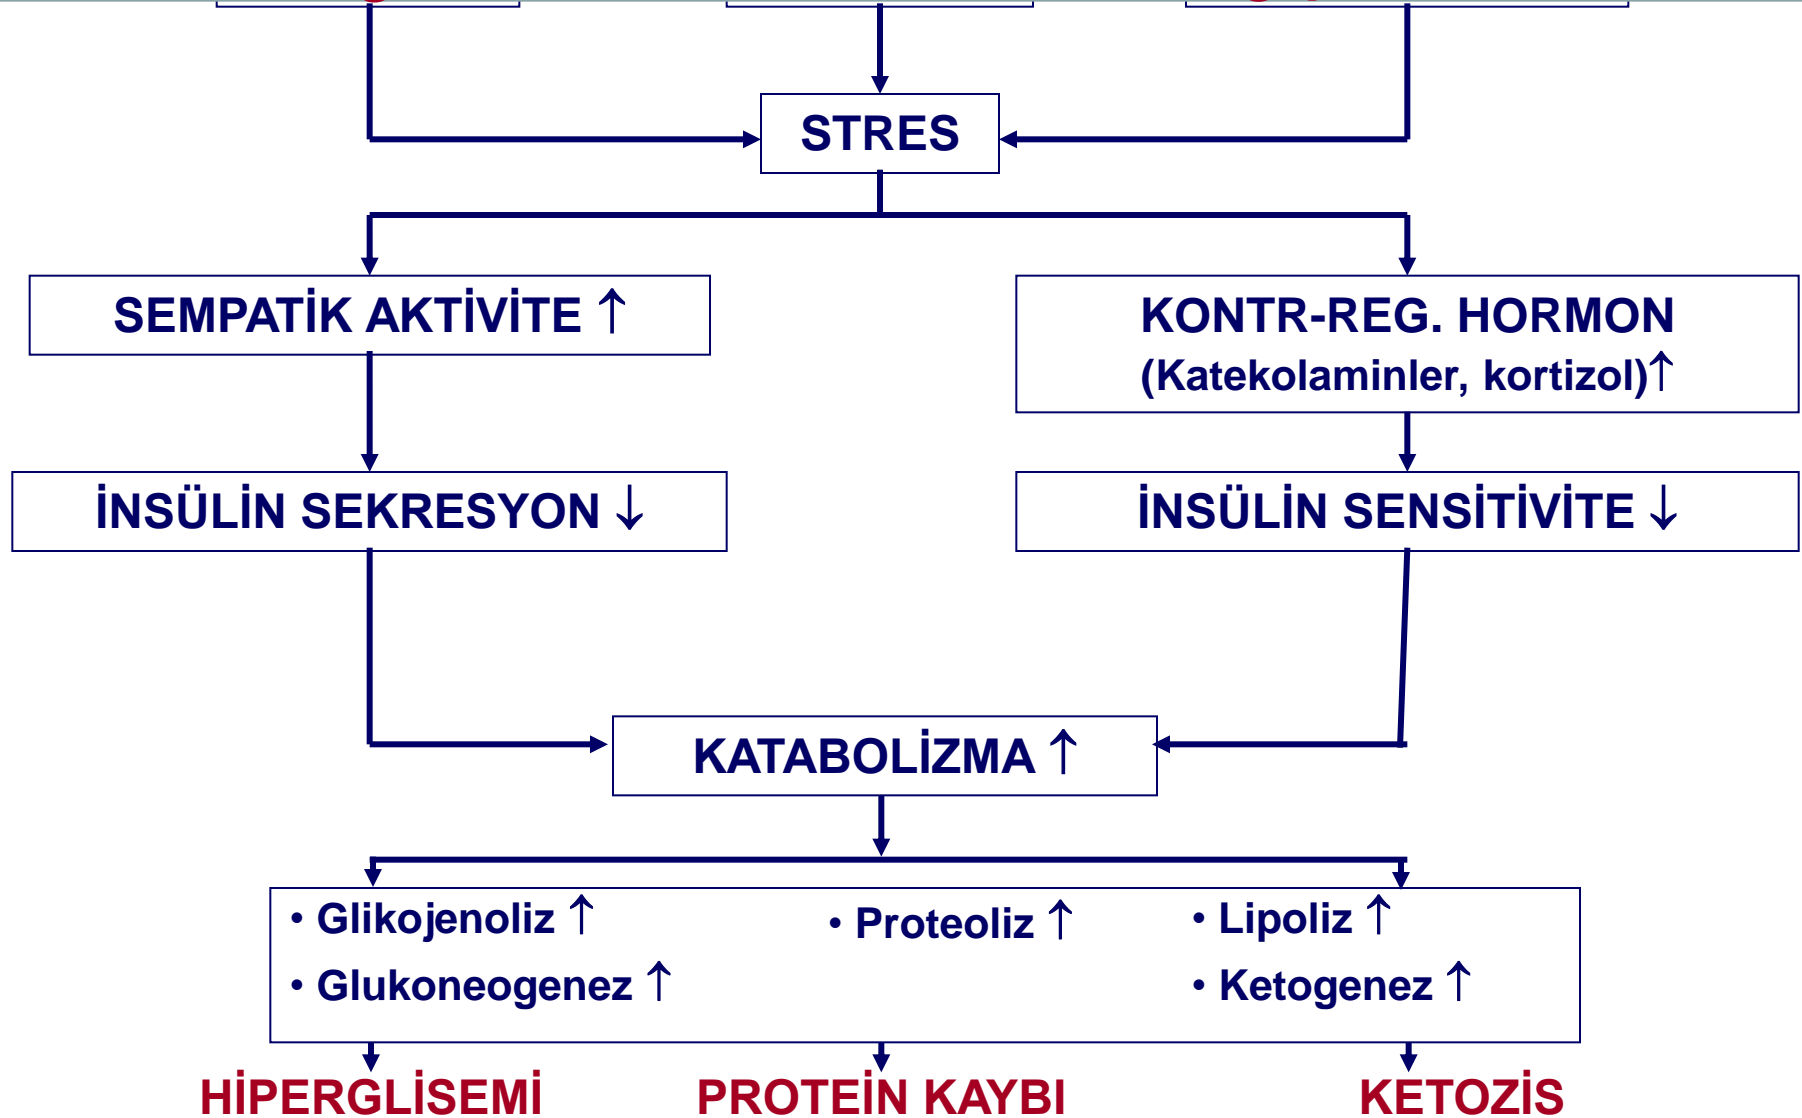 STRES
SEMPATİK AKTİVİTE ↑
KONTR-REG. HORMON
(Katekolaminler, kortizol)↑
İNSÜLİN SEKRESYON ↓
İNSÜLİN SENSİTİVİTE ↓
KATABOLİZMA ↑
• Glikojenoliz ↑
• Proteoliz ↑
• Lipoliz ↑
• Glukoneogenez ↑
• Ketogenez ↑
HİPERGLİSEMİ
PROTEİN KAYBI
KETOZİS